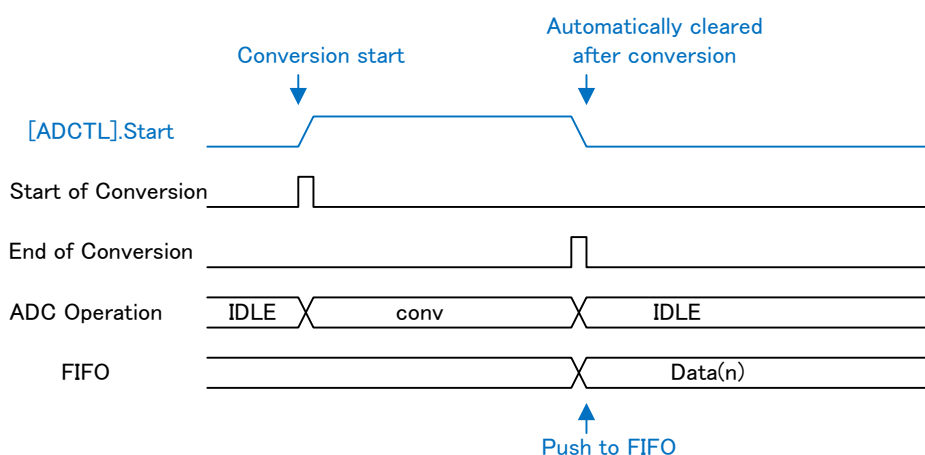 Automatically cleared
after conversion
Conversion start
[ADCTL].Start
Start of Conversion
End of Conversion
ADC Operation IDLE conv IDLE
FIFO Data(n)
Push to FIFO